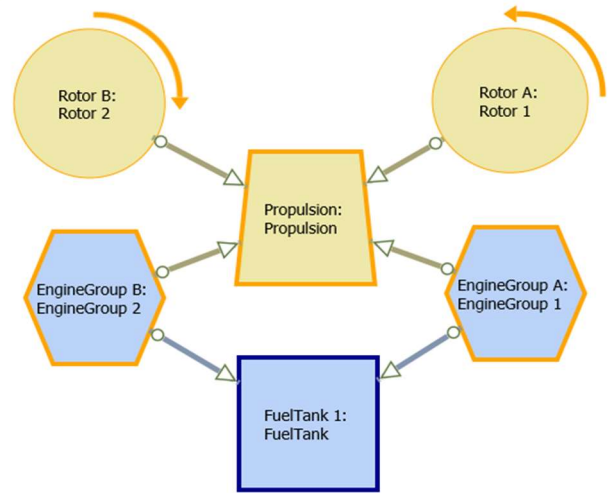 Rotor B:
Rotor 2
Rotor A:
Rotor 1
Propulsion:
Propulsion
EngineGroup B:
EngineGroup 2
EngineGroup A:
EngineGroup 1
FuelTank 1:
FuelTank